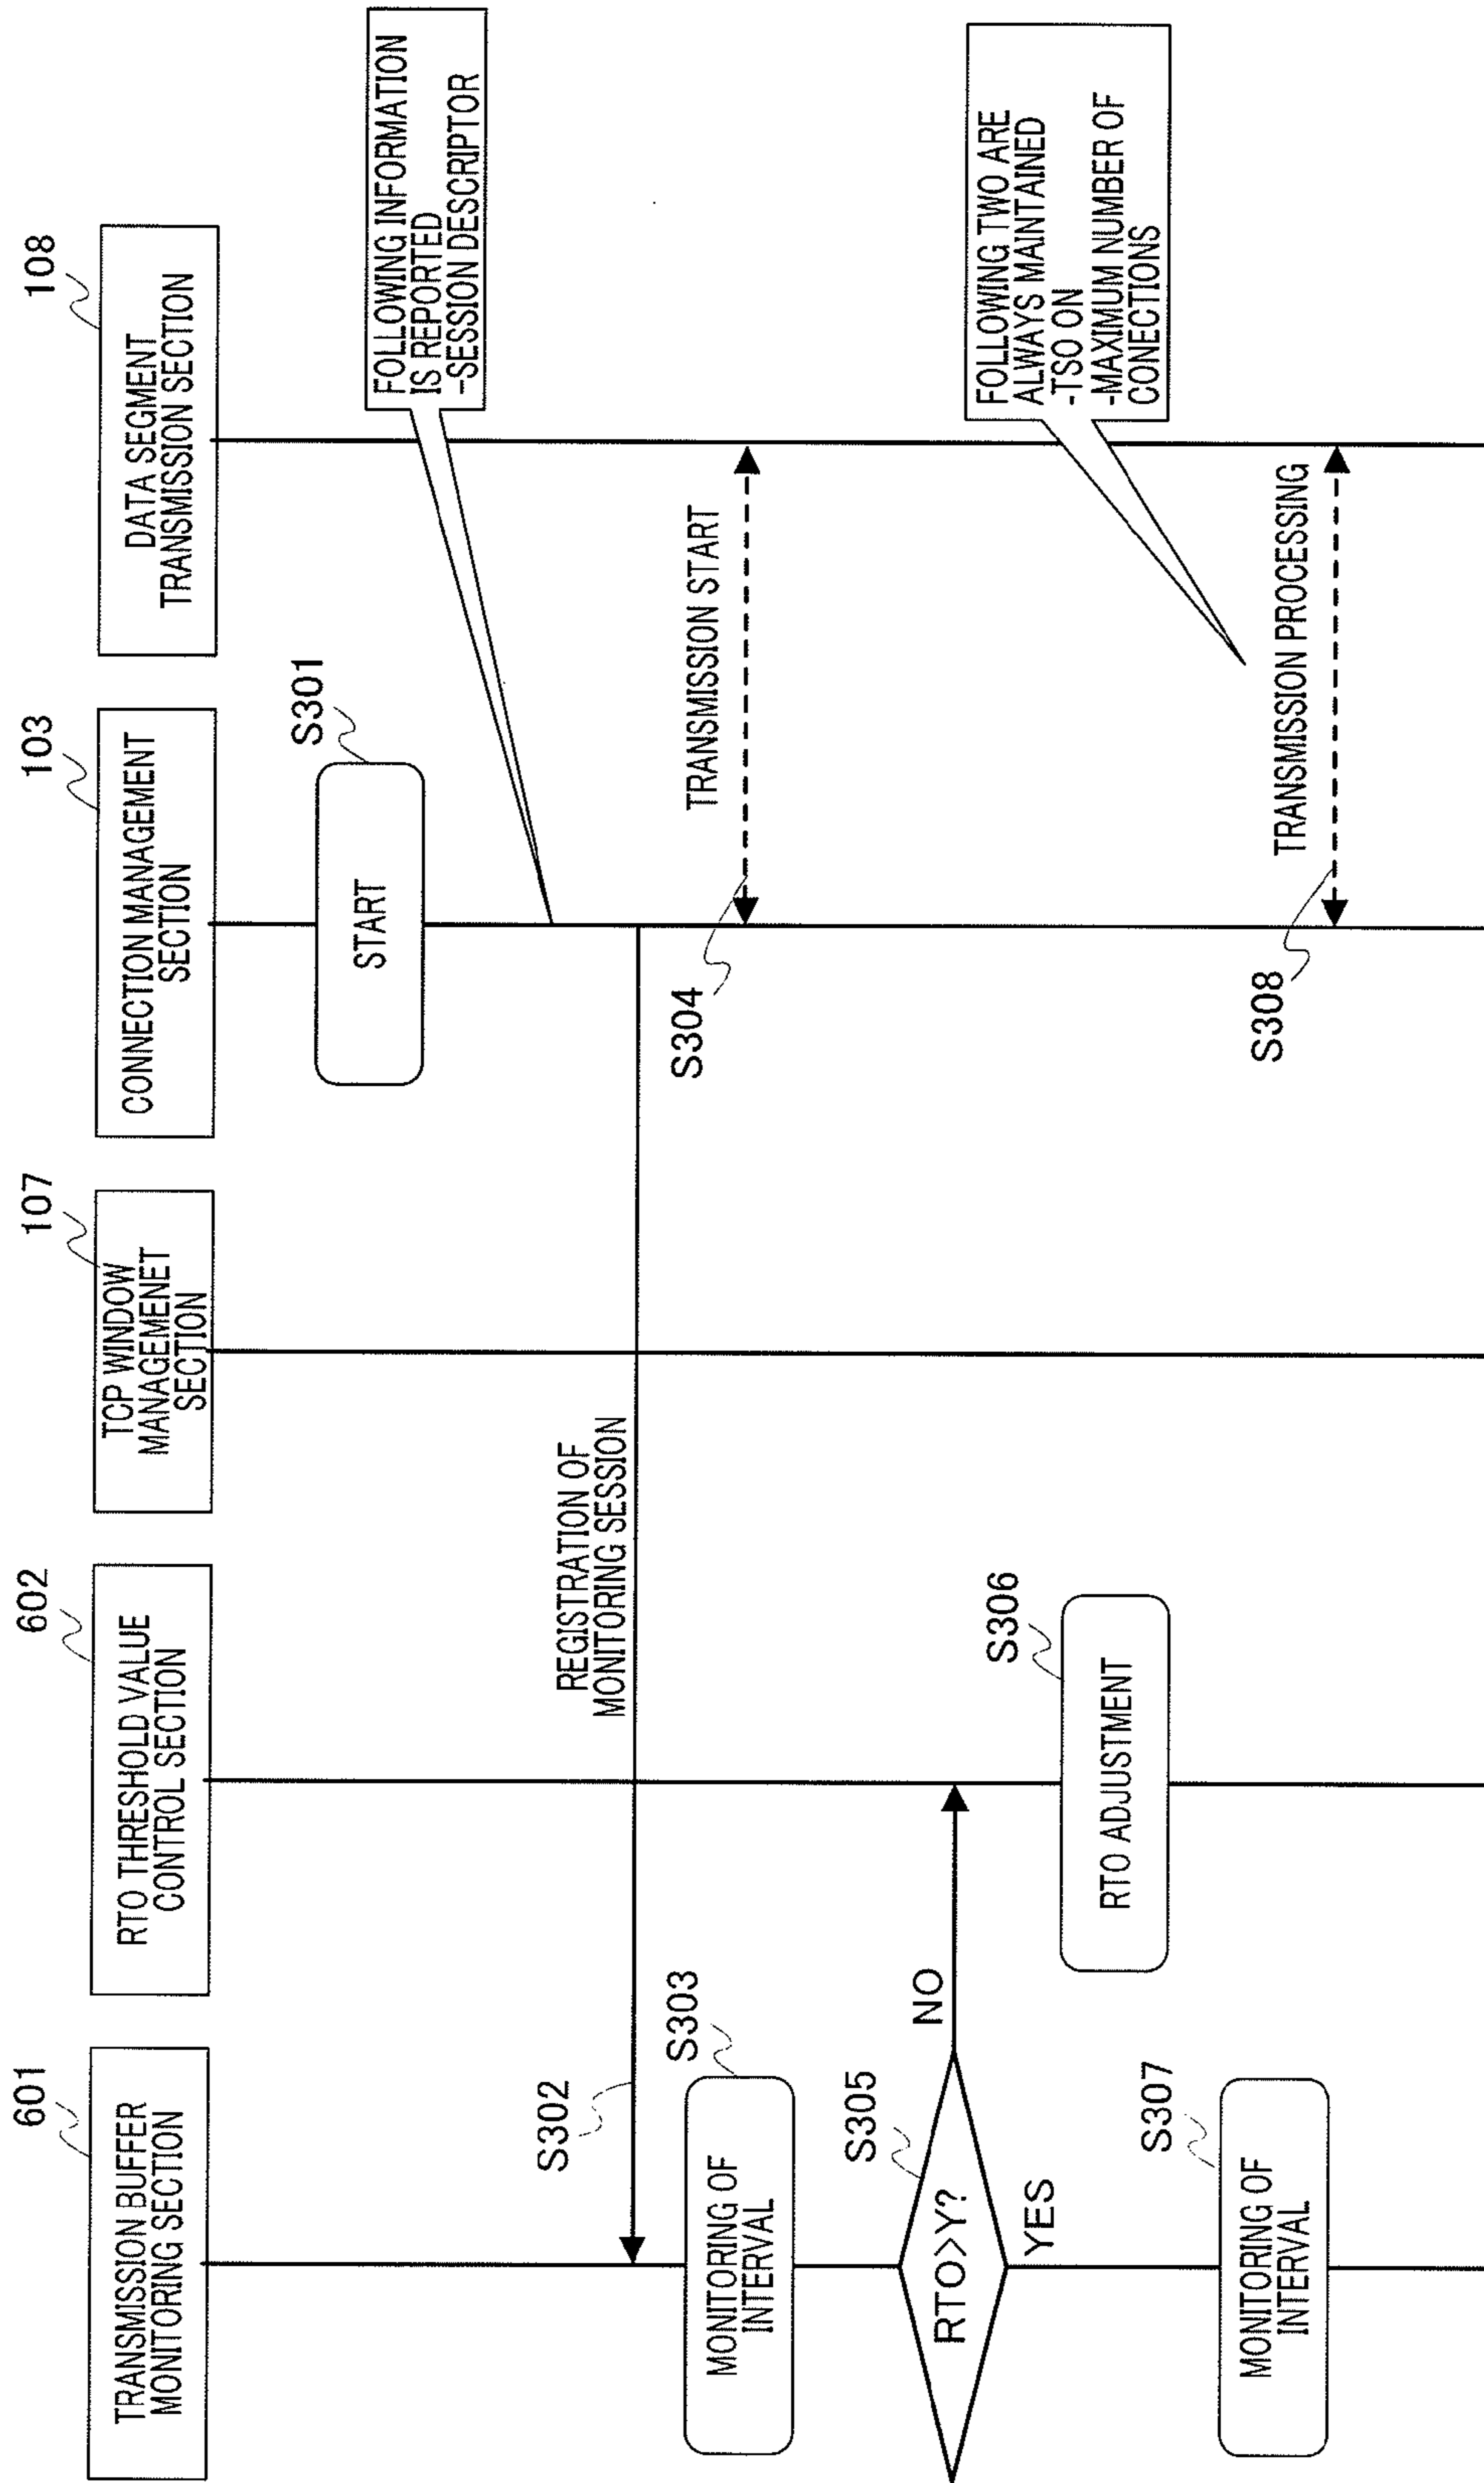 601
TRANSMISSION BUFFER
MONITORING SECTION
602
RTO THRESHOLD VALUE
CONTROL SECTION
107
TCP WINDOW
MANAGEMENET
SECTION
103
CONNECTION MANAGEMENT
SECTION
108
DATA SEGMENT
TRANSMISSION SECTION
S301
START
FOLLOWING INFORMATION
IS REPORTED
-SESSION DESCRIPTOR
S302
REGISTRATION OF
MONITORING SESSION
S303
MONITORING OF
INTERVAL
S304
TRANSMISSION START
S305
RTO>Y?
NO
YES
S306
RTO ADJUSTMENT
FOLLOWING TWO ARE
ALWAYS MAINTAINED
-TSO ON
-MAXIMUM NUMBER OF
CONECTIONS
S307
MONITORING OF
INTERVAL
S308
TRANSMISSION PROCESSING